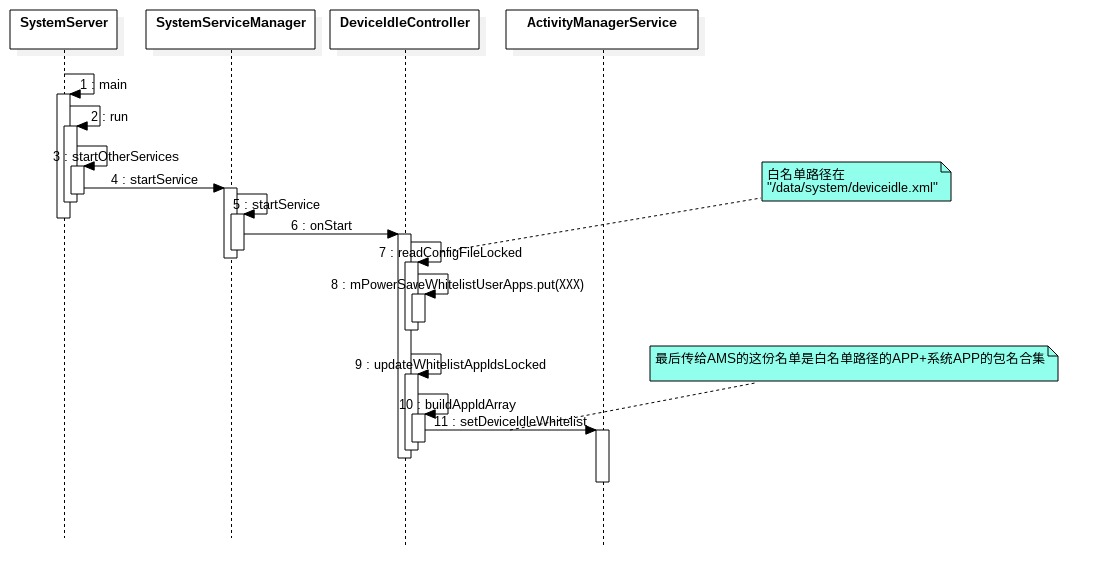 SystemServer
SystemServiceManager
DeviceIdleController
ActivityManagerService
1 : main
2 : run
3 : startOtherServices
4 : startService
5 : startService
6 : onStart
白名单路径在
"/data/system/deviceidle.xml"
7 : readConfigFileLocked
8 : mPowerSaveWhitelistUserApps.put(XXX)
最后传给AMS的这份名单是白名单路径的APP+系统APP的包名合集
9 : updateWhitelistAppIdsLocked
10 : buildAppIdArray
11 : setDeviceIdleWhitelist